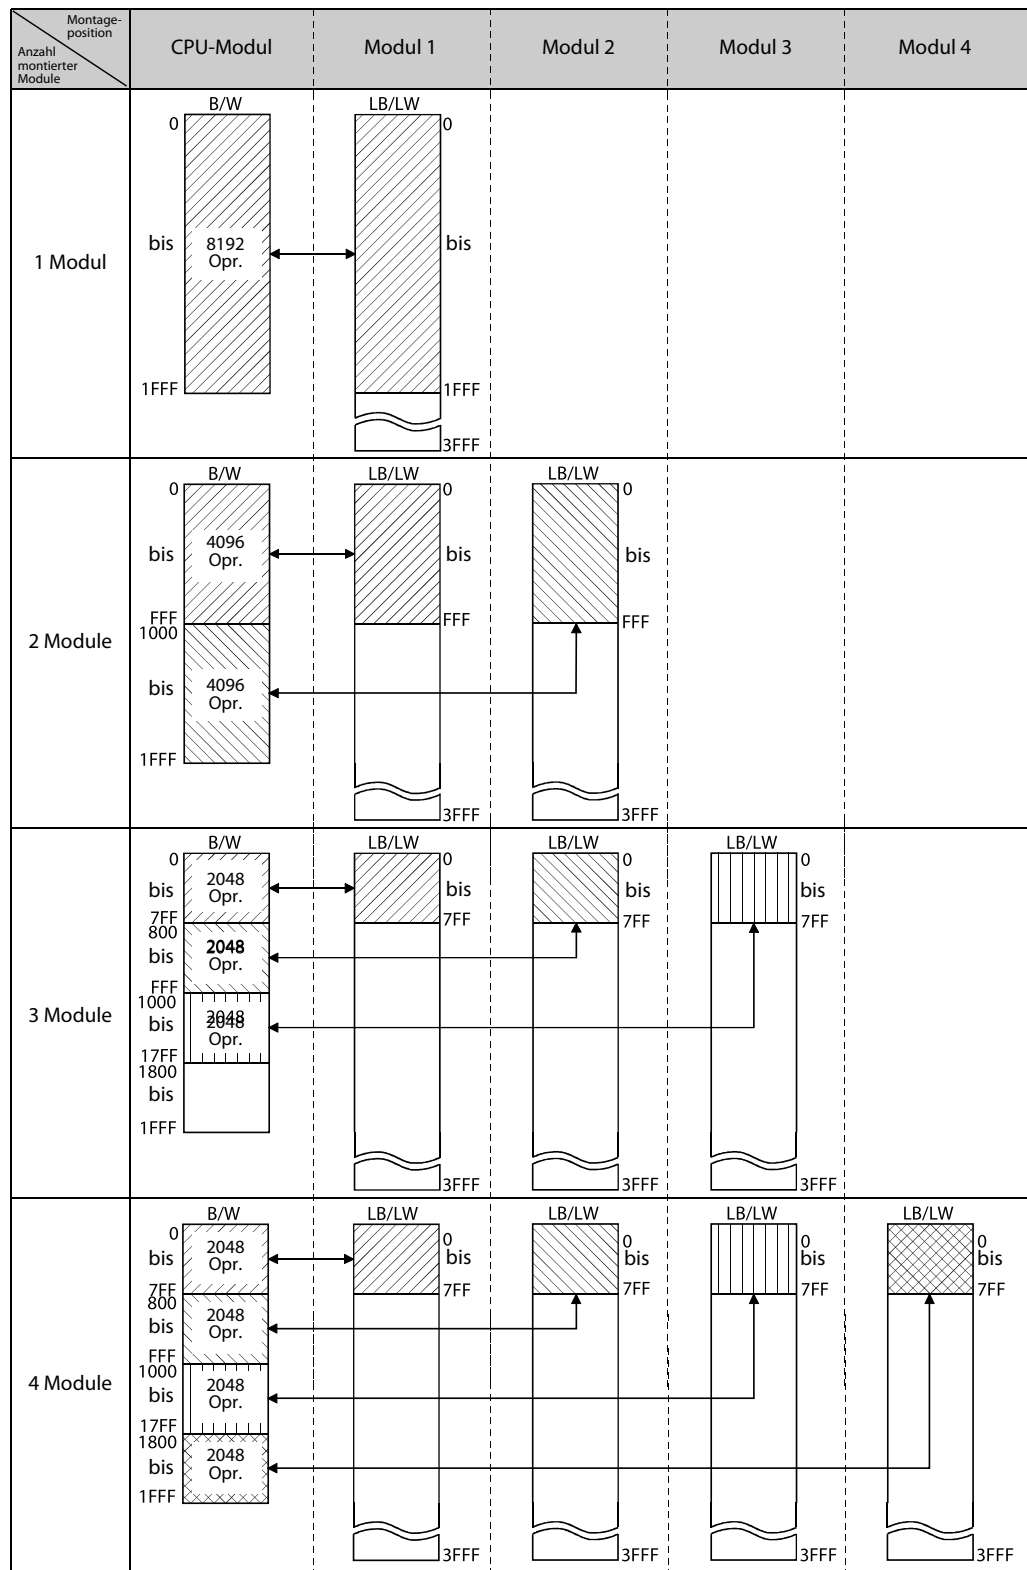 Montage-
position
Anzahl
montierter
Module
CPU-Modul
Modul 1
Modul 2
Modul 3
Modul 4
1 Modul
B/W
0
bis
8192
Opr.
1FFF
LB/LW
0
bis
1FFF
3FFF
2 Module
B/W
0
bis
4096
Opr.
FFF
1000
bis
4096
Opr.
1FFF
LB/LW
0
bis
FFF
3FFF
LB/LW
0
bis
FFF
3FFF
3 Module
B/W
0
bis
2048
Opr.
7FF
800
bis
2048
Opr.
FFF
1000
bis
2048
2048
Opr.
17FF
1800
bis
1FFF
LB/LW
0
bis
7FF
3FFF
LB/LW
0
bis
7FF
3FFF
LB/LW
0
bis
7FF
3FFF
4 Module
B/W
0
bis
2048
Opr.
7FF
800
bis
2048
Opr.
FFF
1000
bis
2048
Opr.
17FF
1800
bis
2048
Opr.
1FFF
LB/LW
0
bis
7FF
3FFF
LB/LW
0
bis
7FF
3FFF
LB/LW
0
bis
7FF
3FFF
LB/LW
0
bis
7FF
3FFF